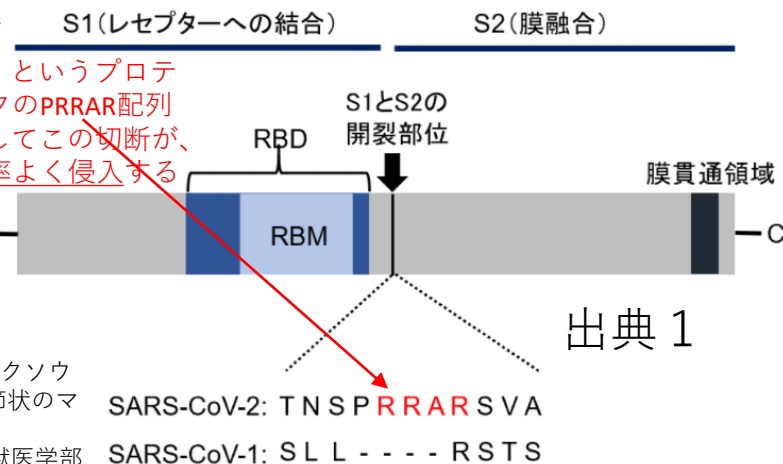 S1(レセプターへの結合)
S2(膜融合)
というプロテ
クのPRRAR配列
してこの切断が、
率よく侵入する
S1とS2の
開裂部位
RBD
膜貫通領域
RBM
C
出典1
クソウ
節状のマ
獣医学部
SARS-CoV-2: T N S P R R A R S V A
SARS-CoV-1: S L L - - - - R S T S